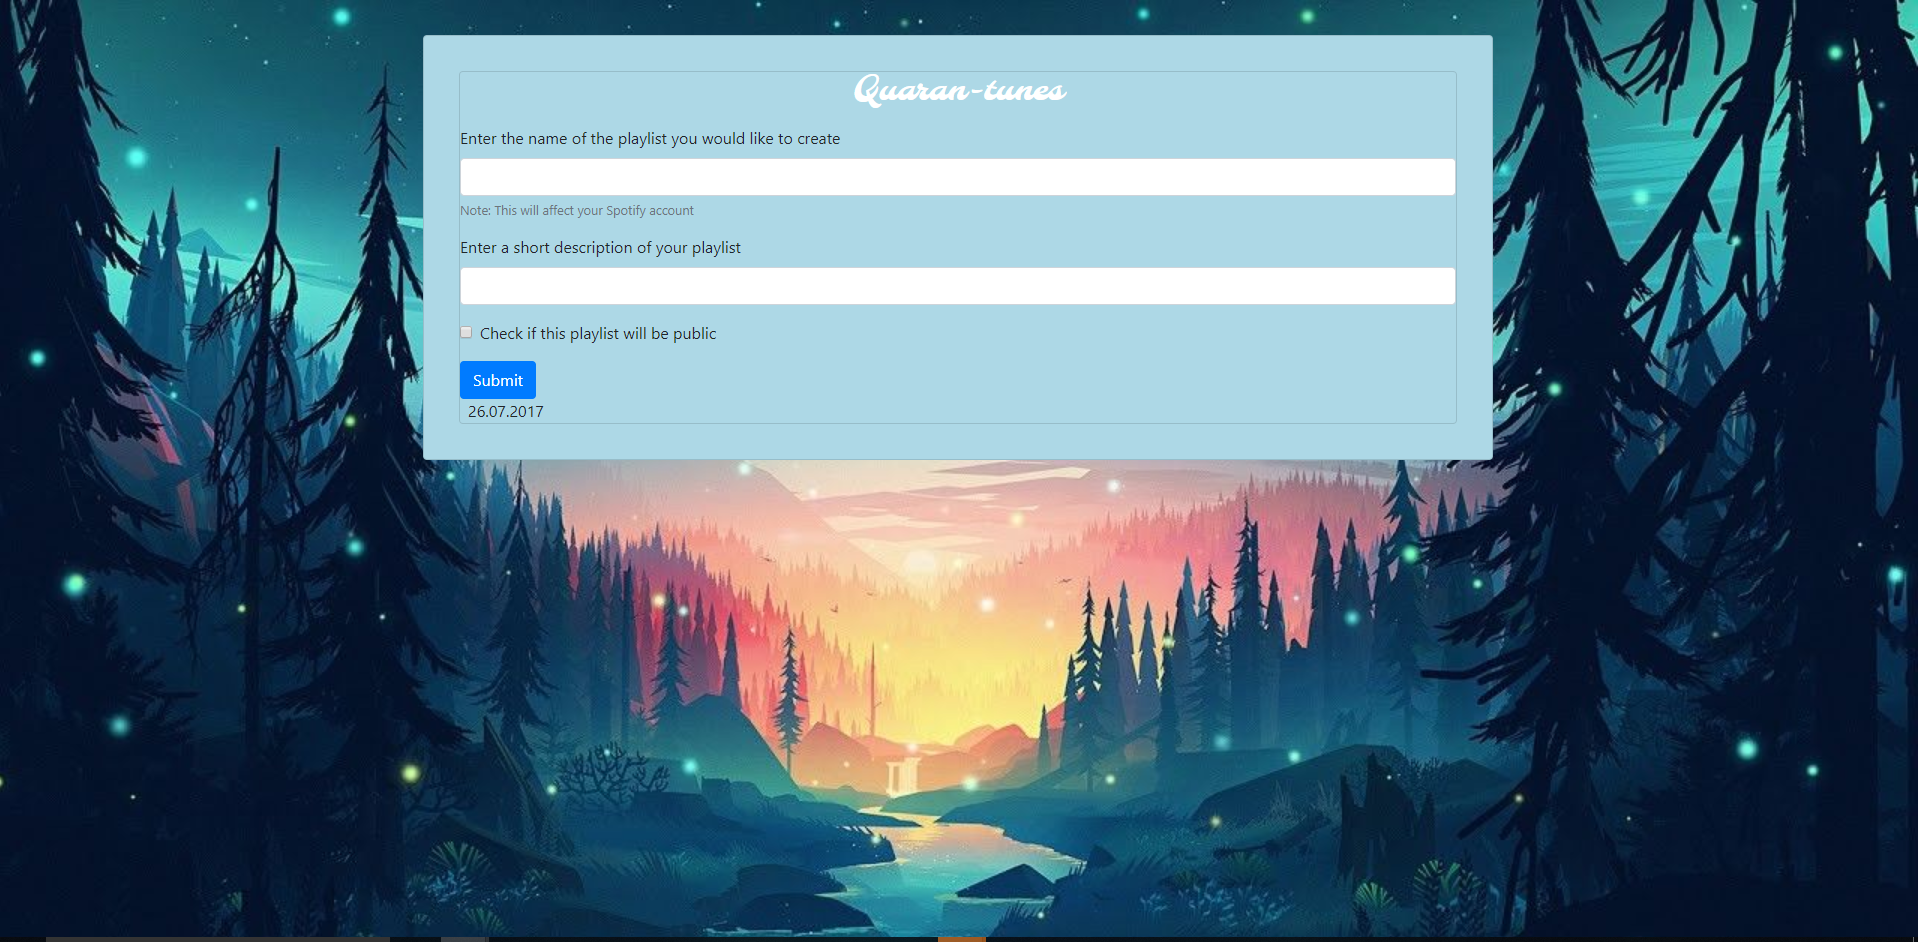 Quaran-tunes
Enter the name of the playlist you would like to create
Note: This will affect your Spotify account
Enter a short description of your playlist
Check if this playlist will be public
Submit
26.07.2017